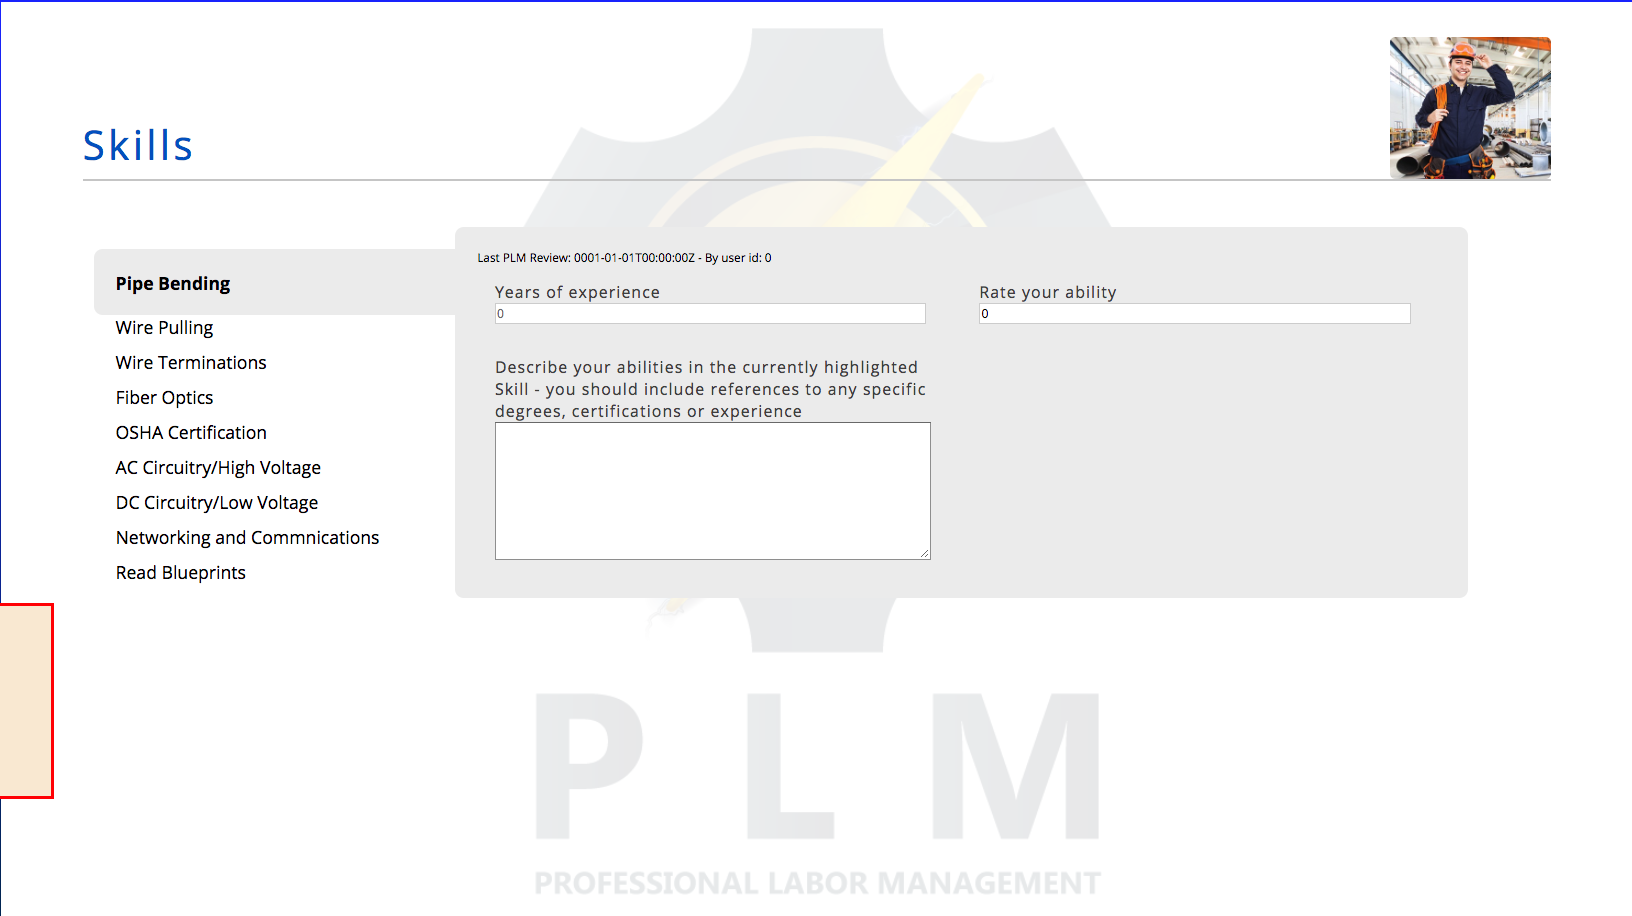 Skills
Pipe Bending
Wire Pulling
Wire Terminations
Fiber Optics
OSHA Certification
AC Circuitry/High Voltage
DC Circuitry/Low Voltage
Networking and Commnications
Read Blueprints
Last PLM Review: 0001-01-01T00:00:00Z - By user id: 0
Years of experience
0
Rate your ability
0
Describe your abilities in the currently highlighted
Skill - you should include references to any specific
degrees, certifications or experience
PLM
PROFESSIONAL LABOR MANAGEMENT